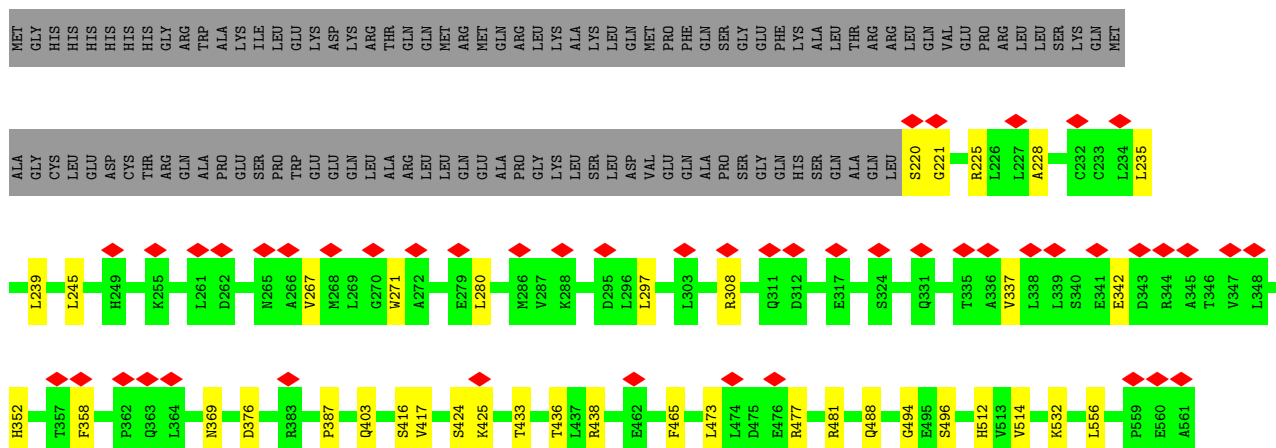 MET GLY HIS HIS HIS HIS HIS HIS HIS GLY ARG TRP ALA LYS ILE LEU GLU LYS ASP LYS ARG THR GLN GLN MET ARG MET GLN ARG LEU LYS ALA LYS LEU GLN MET PRO PHE GLN SER GLY GLU PHE LYS ALA LEU THR ARG ARG LEU GLN VAL GLU PRO ARG LEU LEU SER LYS GLN MET
ALA GLY CYS LEU GLU ASP CYS THR ARG GLN ALA PRO GLU SER PRO TRP GLU GLU GLN LEU ALA ARG LEU LEU GLN GLU ALA PRO GLY LYS LEU SER LEU ASP VAL GLU GLN ALA PRO SER GLY GLN HIS SER GLN ALA GLN LEU S220 G221 R225 L226 L227 A228 C232 C233 L234 L235
L239 L245 H249 K255 L261 D262 N265 A266 V267 M268 L269 G270 W271 A272 E279 L280 M286 V287 K288 D295 L296 L297 L303 R308 Q311 D312 E317 S324 Q331 T335 A336 V337 L338 L339 S340 E341 E342 D343 R344 A345 T346 V347 L348
H352 T357 F358 P362 Q363 L364 N369 D376 R383 P387 Q403 S416 V417 S424 K425 T433 T436 L437 R438 E462 F465 L473 L474 D475 E476 R477 R481 Q488 G494 E495 S496 H512 V513 V514 K532 L556 P559 E560 A561